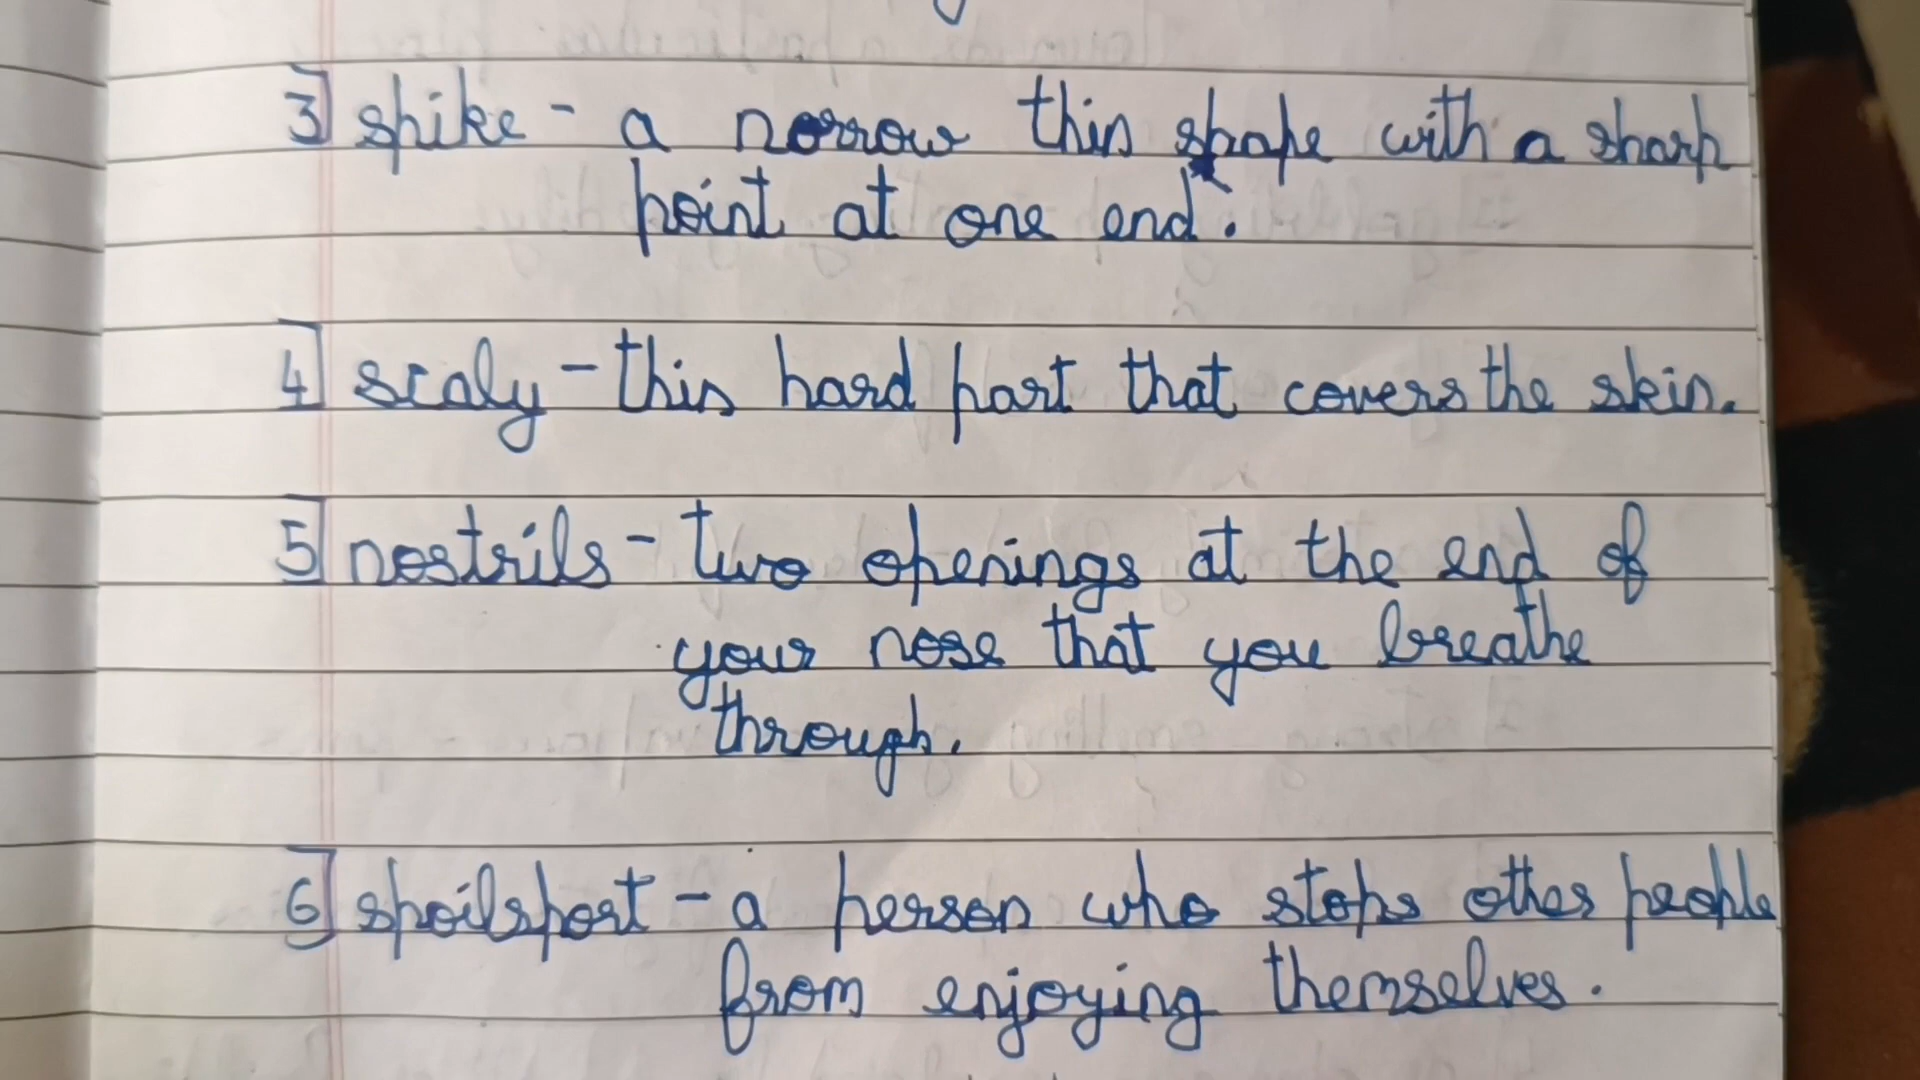 3] spike - a norrow thin shape with a sharp
point at one end.
4] scaly - thin hard part that covers the skin.
5] nostrils - two openings at the end of
your nose that you breathe
through.
6] spoilsport - a person who stops other people
from enjoying themselves.